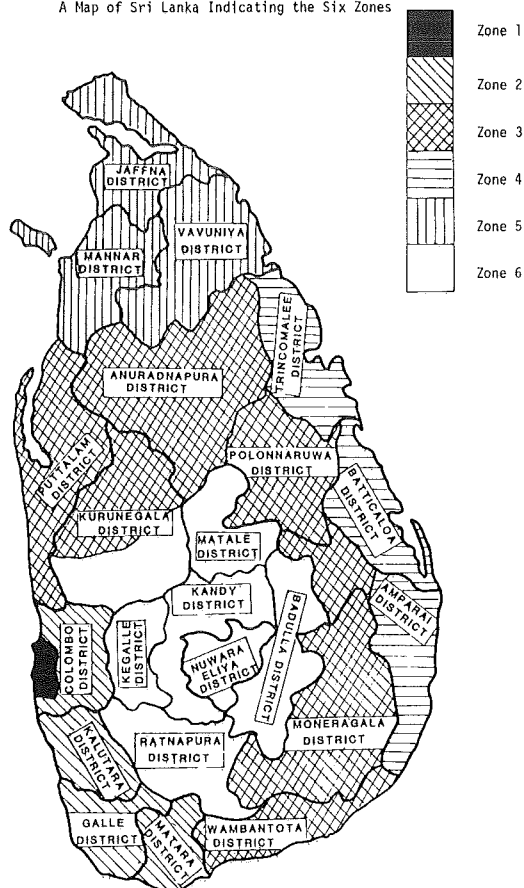 A Map of Sri Lanka Indicating the Six Zones
Zone 1
Zone 2
Zone 3
Zone 4
Zone 5
Zone 6
JAFFNA
DISTRICT
VAVUNIYA
DISTRICT
MANNAR
DISTRICT
TRINCOMALEE
DISTRICT
ANURADNAPURA
DISTRICT
POLONNARUWA
DISTRICT
PUTTALAM
DISTRICT
BATTICALOA
DISTRICT
KURUNEGALA
DISTRICT
MATALE
DISTRICT
KANDY
DISTRICT
AMPARAI
DISTRICT
BADULLA DISTRICT
COLOMBO
DISTRICT
KEGALLE
DISTRICT
NUWARA
ELIYA
DISTRICT
MONERAGALA
DISTRICT
KALUTARA
DISTRICT
RATNAPURA
DISTRICT
GALLE
DISTRICT
MATARA
DISTRICT
WAMBANTOTA
DISTRICT